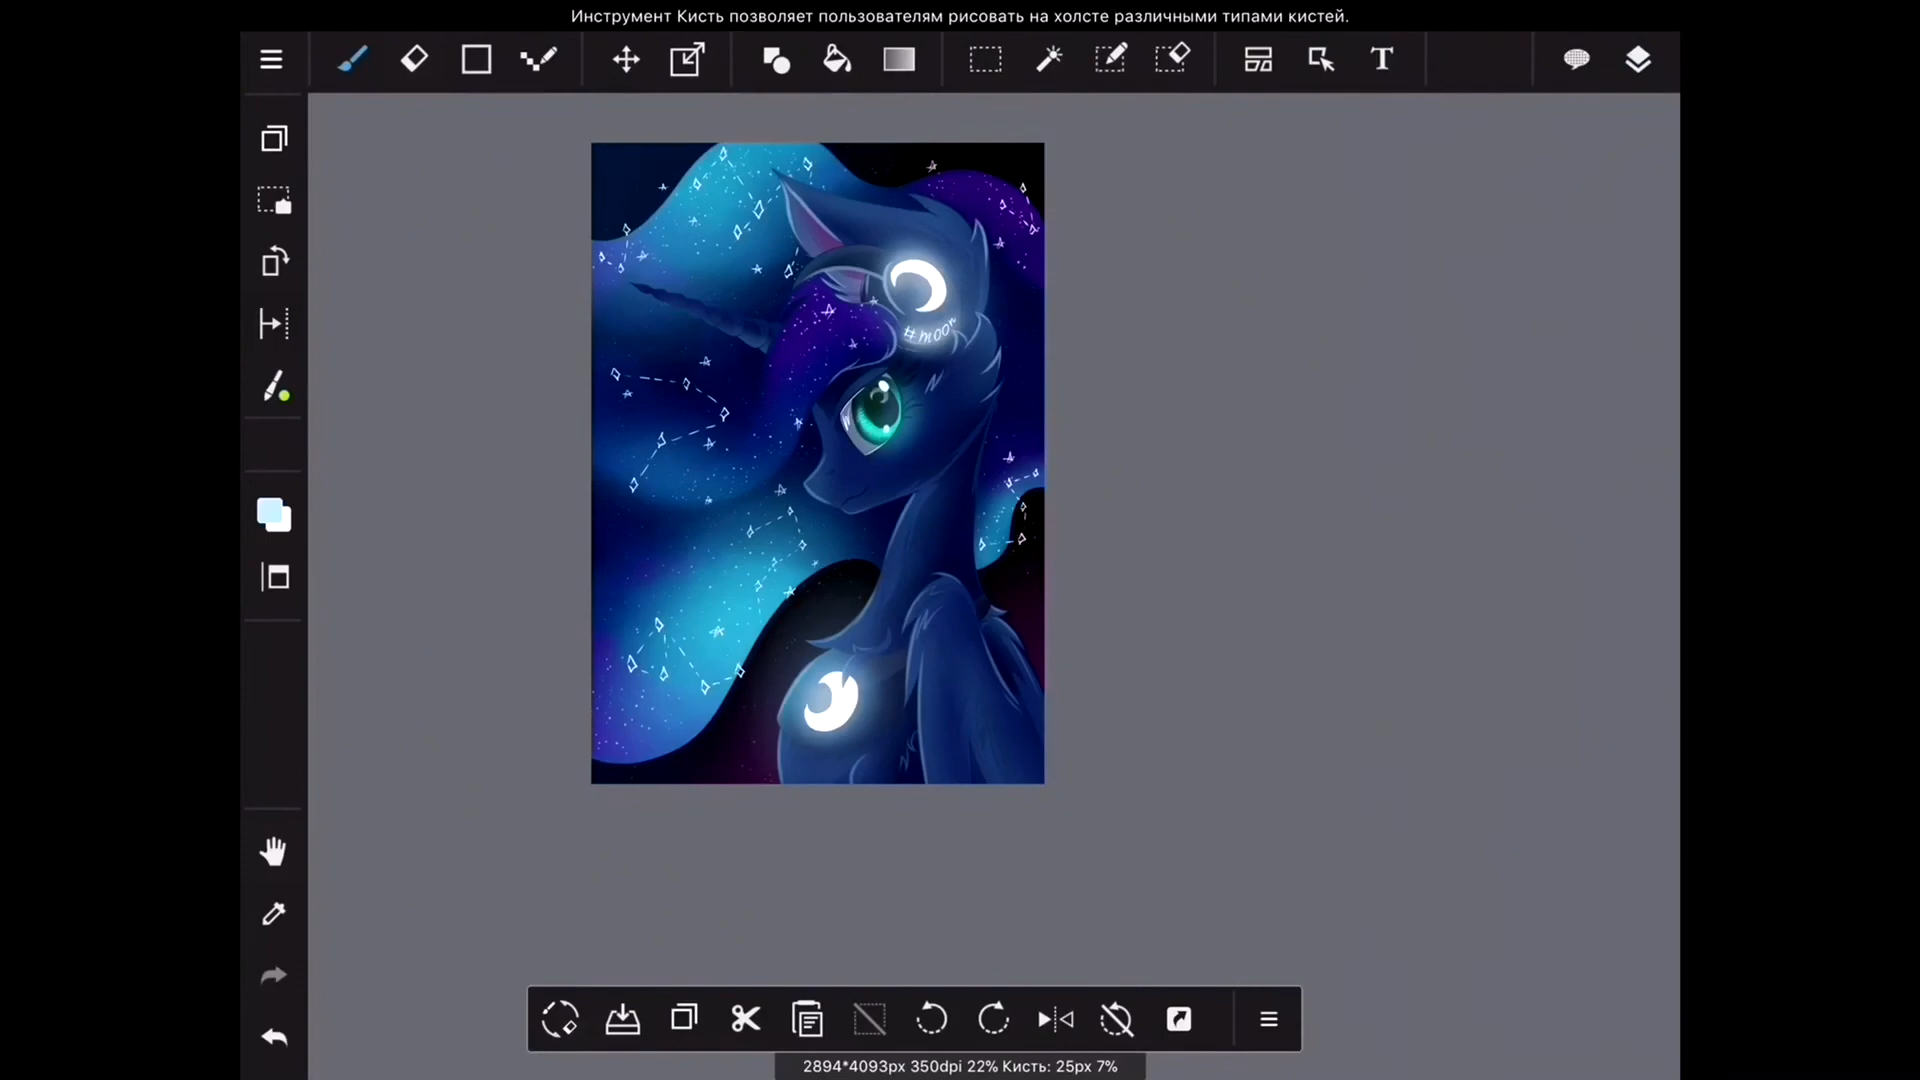 Инструмент Кисть позволяет пользователям рисовать на холсте различными типами кистей.
T
#moon
2894*4093px 350dpi 22% Кисть: 25px 7%